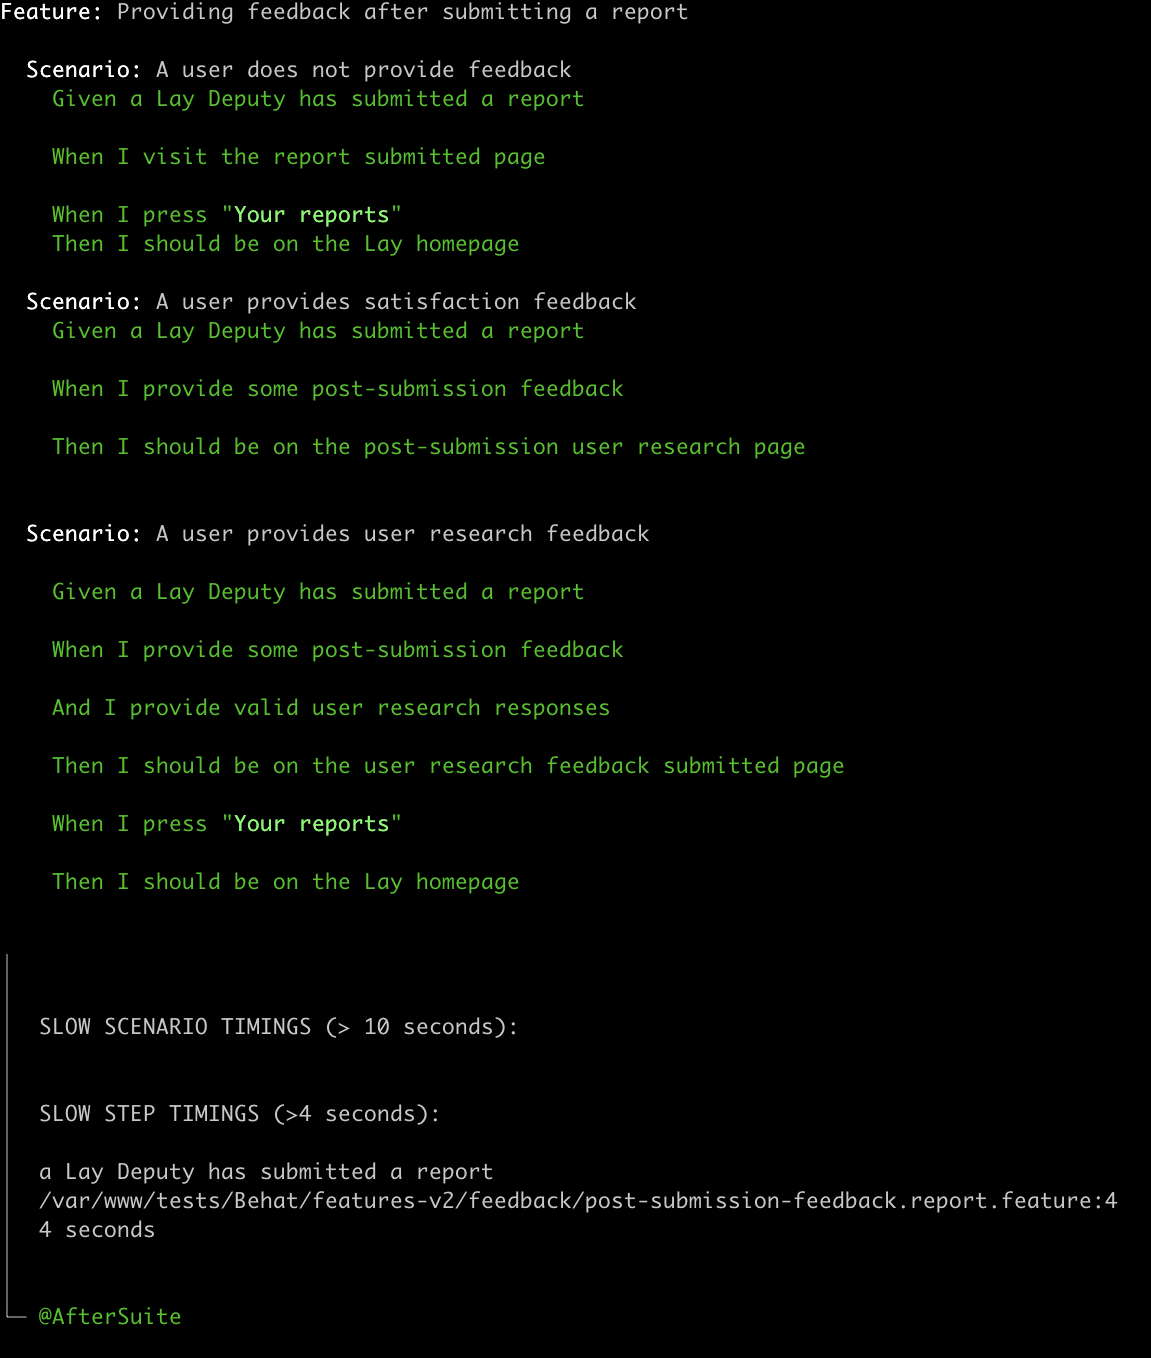 Feature: Providing feedback after submitting a report
Scenario: A user does not provide feedback
Given a Lay Deputy has submitted a report
When I visit the report submitted page
When I press "Your reports"
Then I should be on the Lay homepage
Scenario: A user provides satisfaction feedback
Given a Lay Deputy has submitted a report
When I provide some post-submission feedback
Then I should be on the post-submission user research page
Scenario: A user provides user research feedback
Given a Lay Deputy has submitted a report
When I provide some post-submission feedback
And I provide valid user research responses
Then I should be on the user research feedback submitted page
When I press "Your reports"
Then I should be on the Lay homepage
SLOW SCENARIO TIMINGS (> 10 seconds):
SLOW STEP TIMINGS (>4 seconds):
a Lay Deputy has submitted a report
/var/www/tests/Behat/features-v2/feedback/post-submission-feedback.report.feature:4
4 seconds
@AfterSuite